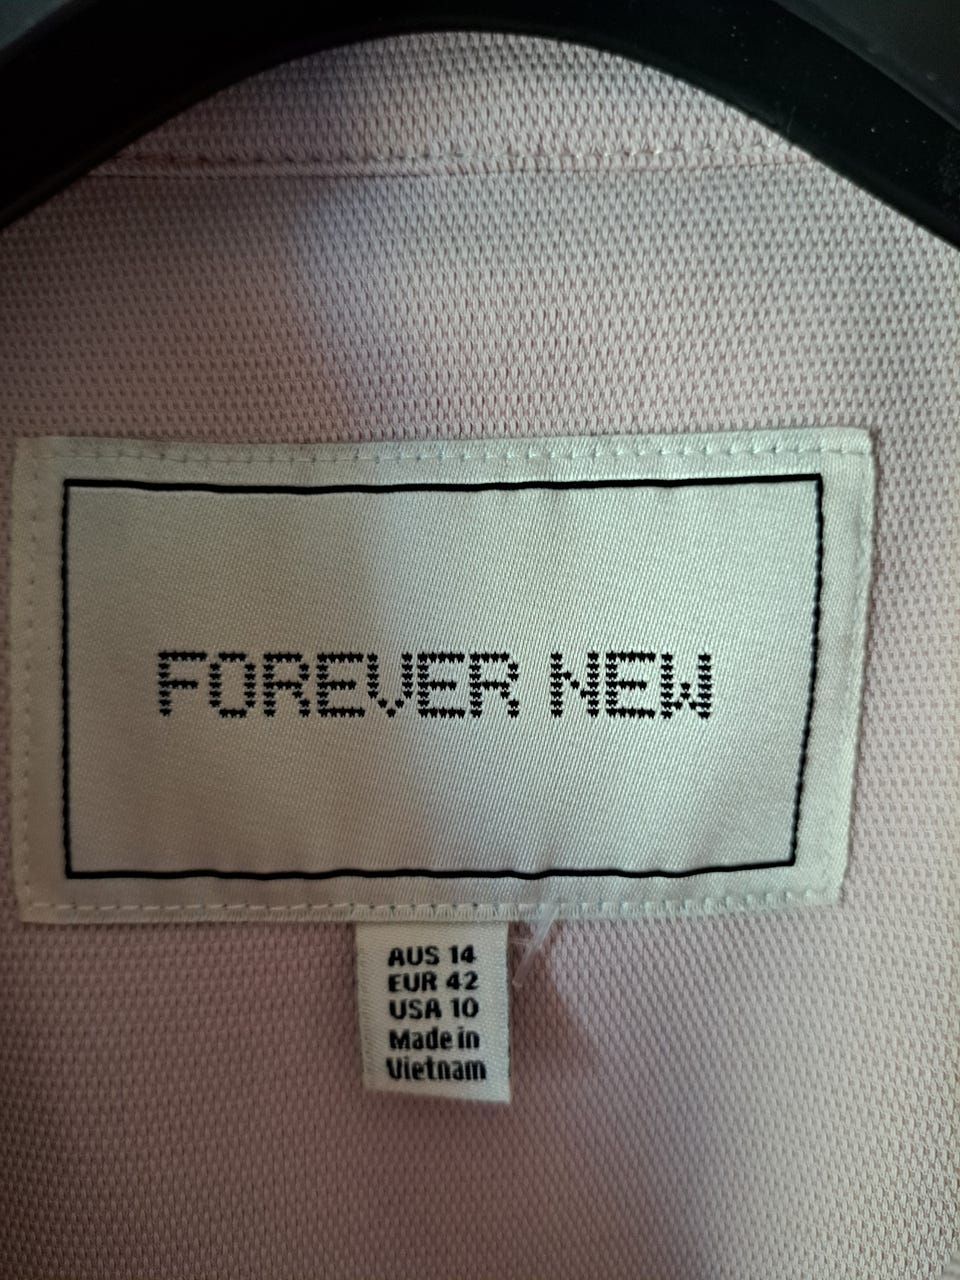 FOREVER NEW
AUS 14
EUR 42
USA 10
Made in
Vietnam